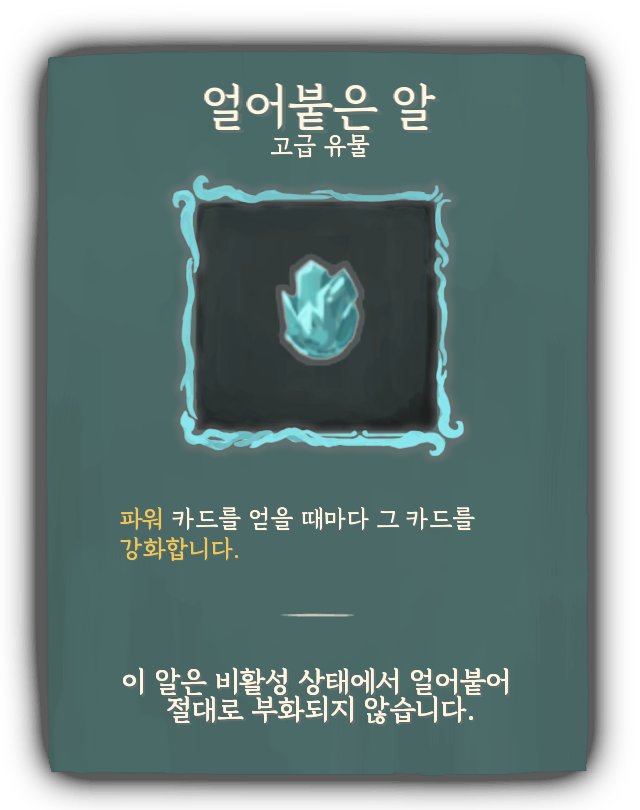 얼어붙은 알
고급 유물
파워 카드를 얻을 때마다 그 카드를
강화합니다.
이 알은 비활성 상태에서 얼어붙어
절대로 부화되지 않습니다.